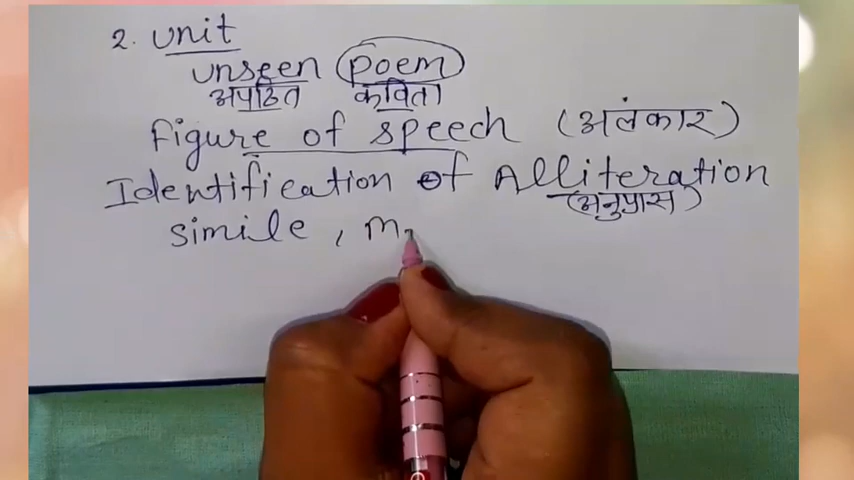 2. unit
unseen poem
अपठित कविता
Figure of speech (अलंकार)
Identification of Alliteration
(अनुप्रास)
simile, m